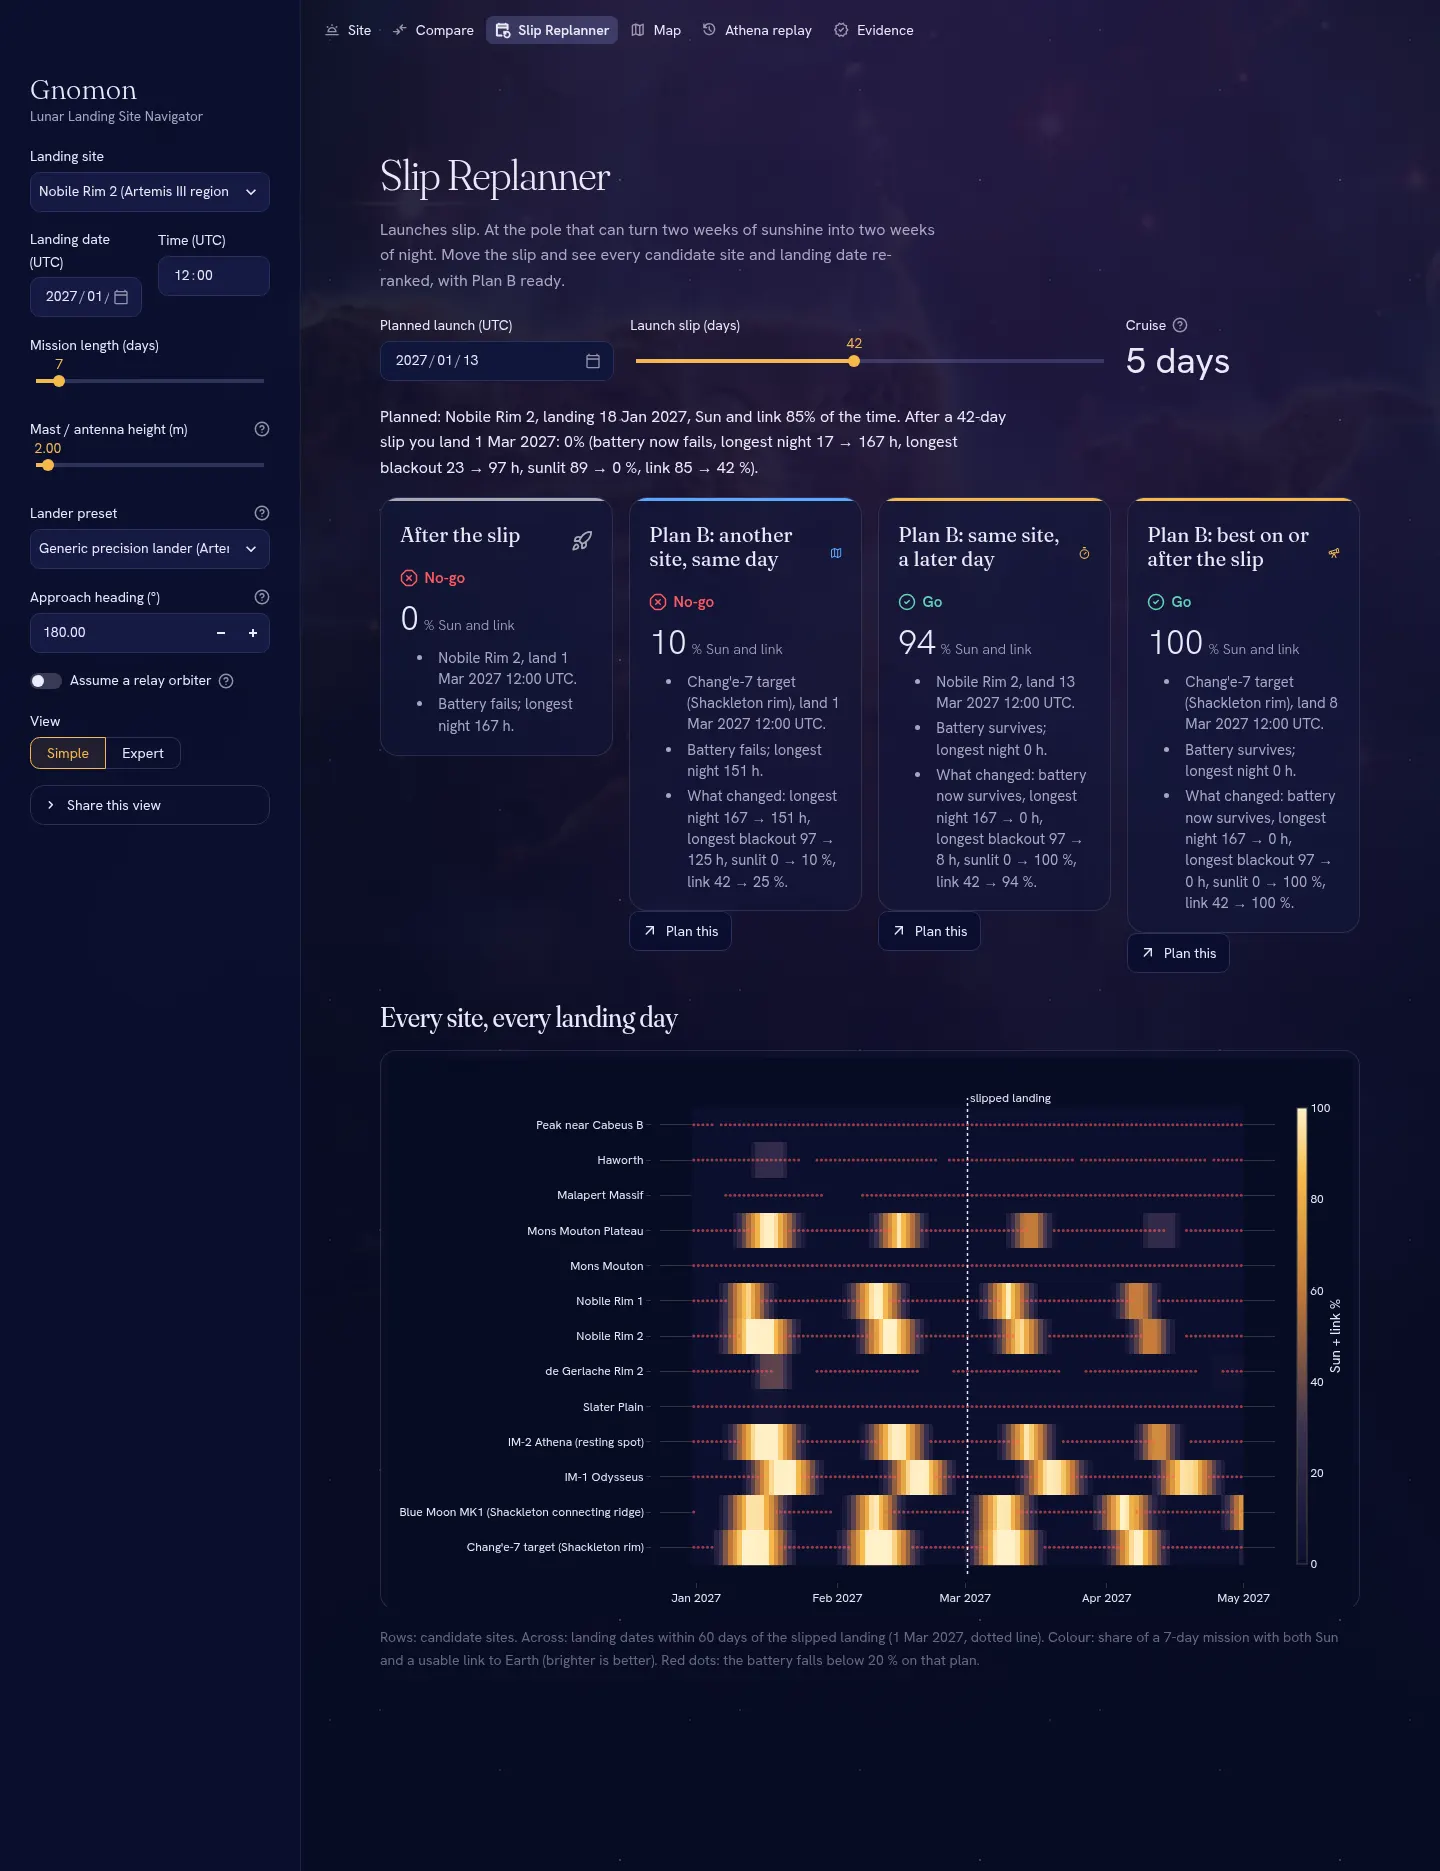 Site
Compare
Slip Replanner
Map
Athena replay
Evidence
Gnomon
Lunar Landing Site Navigator
Landing site
Nobile Rim 2 (Artemis III region
Landing date
(UTC)
Time (UTC)
12:00
2027/01/
Mission length (days)
7
Mast / antenna height (m)
2.00
Lander preset
Generic precision lander (Arte
Approach heading (°)
180.00
Assume a relay orbiter
View
Simple
Expert
Share this view
Slip Replanner
Launches slip. At the pole that can turn two weeks of sunshine into two weeks
of night. Move the slip and see every candidate site and landing date re-
ranked, with Plan B ready.
Planned launch (UTC)
2027/01/13
Launch slip (days)
42
Cruise
5 days
Planned: Nobile Rim 2, landing 18 Jan 2027, Sun and link 85% of the time. After a 42-day
slip you land 1 Mar 2027: 0% (battery now fails, longest night 17 → 167 h, longest
blackout 23 → 97 h, sunlit 89 → 0 %, link 85 → 42 %).
After the slip
No-go
0 % Sun and link
• Nobile Rim 2, land 1
Mar 2027 12:00 UTC.
• Battery fails; longest
night 167 h.
Plan B: another
site, same day
No-go
10 % Sun and link
• Chang'e-7 target
(Shackleton rim), land 1
Mar 2027 12:00 UTC.
• Battery fails; longest
night 151 h.
• What changed: longest
night 167 → 151 h,
longest blackout 97 →
125 h, sunlit 0 → 10 %,
link 42 → 25 %.
Plan this
Plan B: same site,
a later day
Go
94 % Sun and link
• Nobile Rim 2, land 13
Mar 2027 12:00 UTC.
• Battery survives;
longest night 0 h.
• What changed: battery
now survives, longest
night 167 → 0 h,
longest blackout 97 →
8 h, sunlit 0 → 100 %,
link 42 → 94 %.
Plan this
Plan B: best on or
after the slip
Go
100 % Sun and link
• Chang'e-7 target
(Shackleton rim), land 8
Mar 2027 12:00 UTC.
• Battery survives;
longest night 0 h.
• What changed: battery
now survives, longest
night 167 → 0 h,
longest blackout 97 →
0 h, sunlit 0 → 100 %,
link 42 → 100 %.
Plan this
Every site, every landing day
slipped landing
Peak near Cabeus B
Haworth
Malapert Massif
Mons Mouton Plateau
Mons Mouton
Nobile Rim 1
Nobile Rim 2
de Gerlache Rim 2
Slater Plain
IM-2 Athena (resting spot)
IM-1 Odysseus
Blue Moon MK1 (Shackleton connecting ridge)
Chang'e-7 target (Shackleton rim)
Jan 2027
Feb 2027
Mar 2027
Apr 2027
May 2027
100
80
60
40
20
0
Sun + link %
Rows: candidate sites. Across: landing dates within 60 days of the slipped landing (1 Mar 2027, dotted line). Colour: share of a 7-day mission with both Sun
and a usable link to Earth (brighter is better). Red dots: the battery falls below 20 % on that plan.